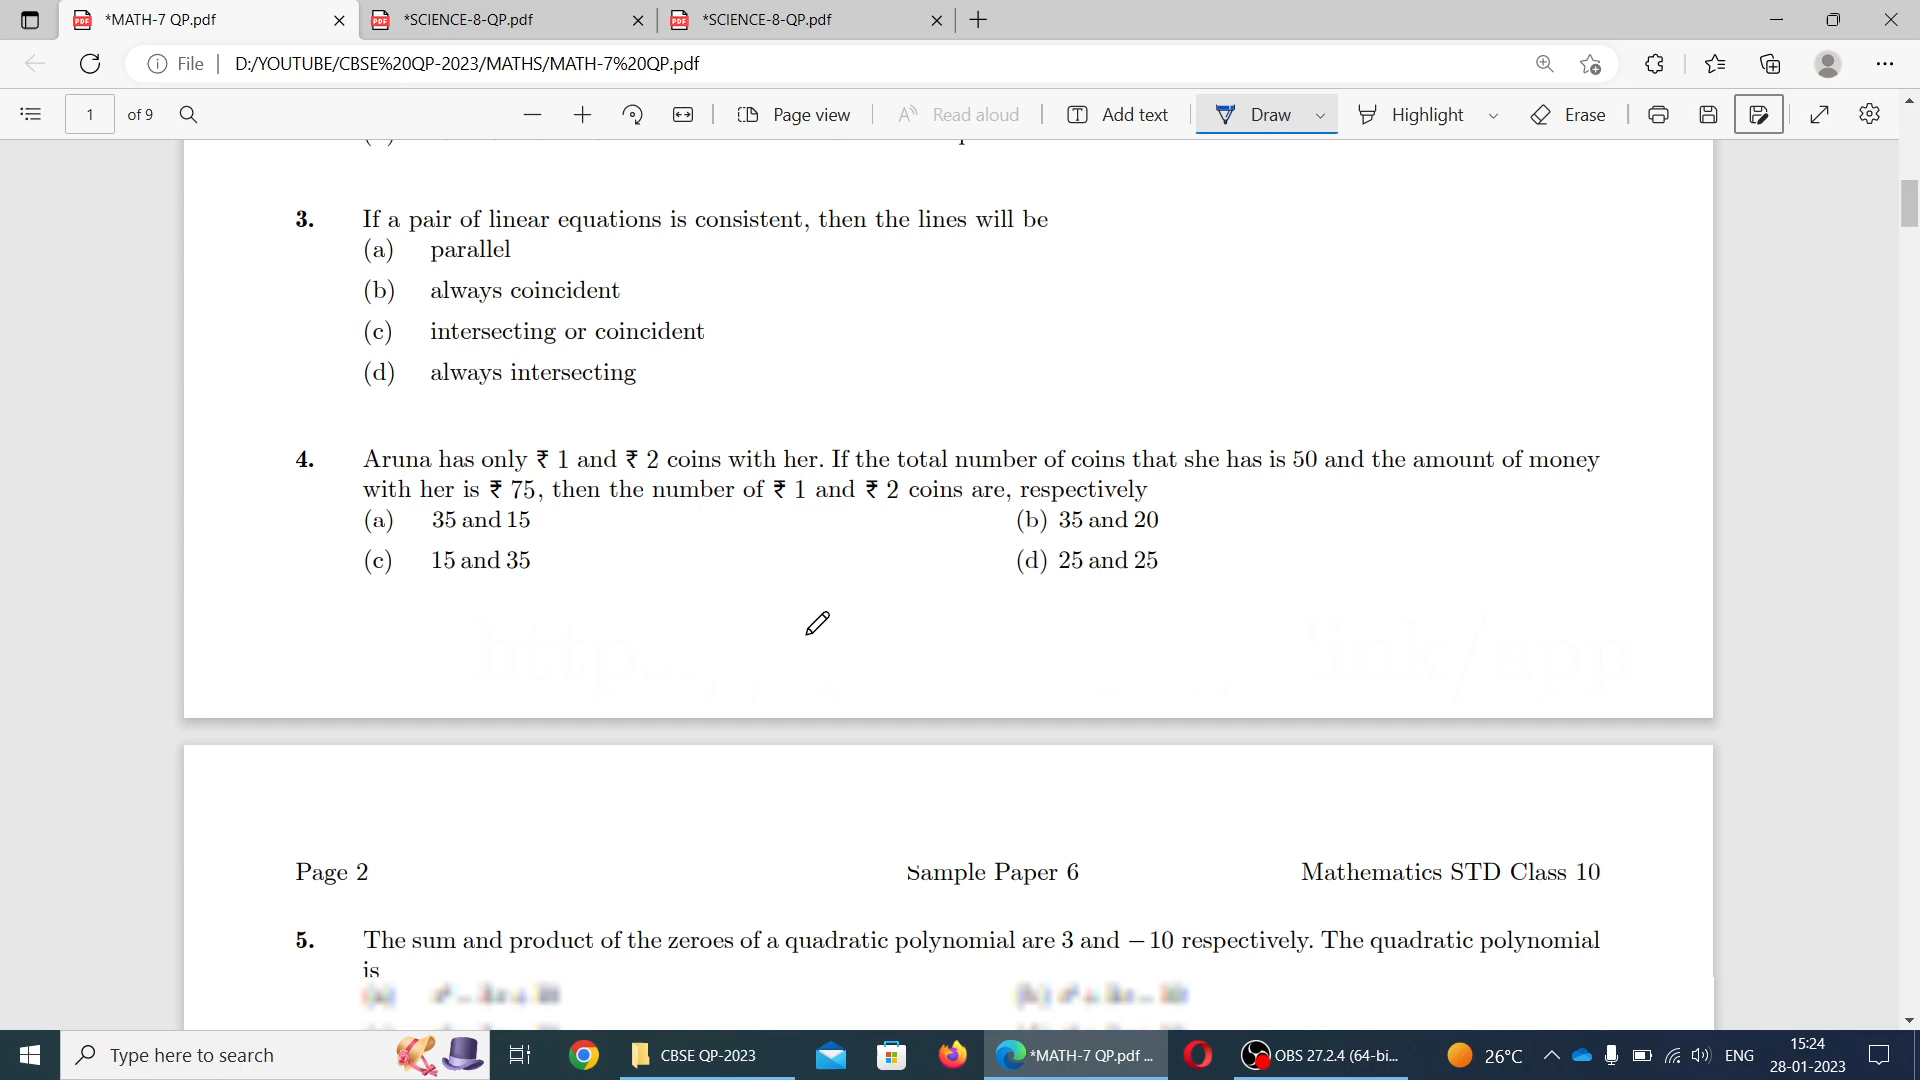 *MATH-7 QP.pdf
*SCIENCE-8-QP.pdf
*SCIENCE-8-QP.pdf
File
D:/YOUTUBE/CBSE%20QP-2023/MATHS/MATH-7%20QP.pdf
1 of 9
Page view
Read aloud
Add text
Draw
Highlight
Erase
3. If a pair of linear equations is consistent, then the lines will be
(a) parallel
(b) always coincident
(c) intersecting or coincident
(d) always intersecting
4. Aruna has only ₹ 1 and ₹ 2 coins with her. If the total number of coins that she has is 50 and the amount of money
with her is ₹ 75, then the number of ₹ 1 and ₹ 2 coins are, respectively
(a) 35 and 15 (b) 35 and 20
(c) 15 and 35 (d) 25 and 25
Page 2 Sample Paper 6 Mathematics STD Class 10
5. The sum and product of the zeroes of a quadratic polynomial are 3 and −10 respectively. The quadratic polynomial
is
Type here to search
CBSE QP-2023
*MATH-7 QP.pdf ...
OBS 27.2.4 (64-bi...
26°C
ENG
15:24
28-01-2023